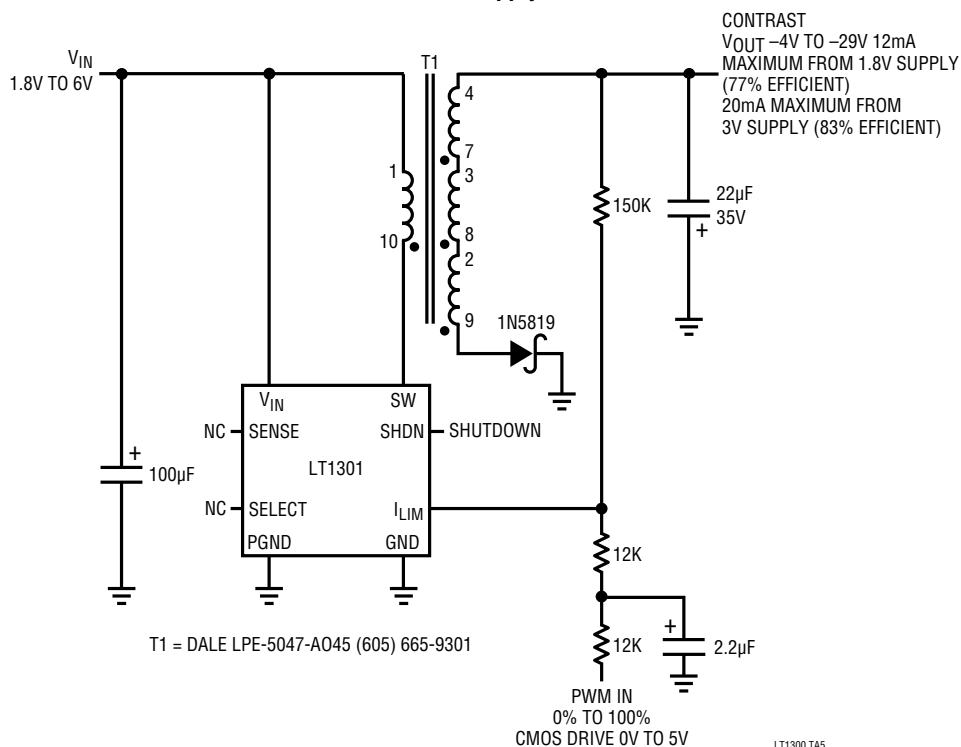 CONTRAST
VOUT –4V TO –29V 12mA
MAXIMUM FROM 1.8V SUPPLY
(77% EFFICIENT)
20mA MAXIMUM FROM
3V SUPPLY (83% EFFICIENT)
VIN
1.8V TO 6V
T1
4
7
3
8
2
9
1
10
150K
22µF
35V
+
1N5819
VIN
SW
NC
SENSE
SHDN
SHUTDOWN
LT1301
+
100µF
NC
SELECT
ILIM
PGND
GND
12K
12K
+
2.2µF
T1 = DALE LPE-5047-AO45 (605) 665-9301
PWM IN
0% TO 100%
CMOS DRIVE 0V TO 5V
LT1300 TA5